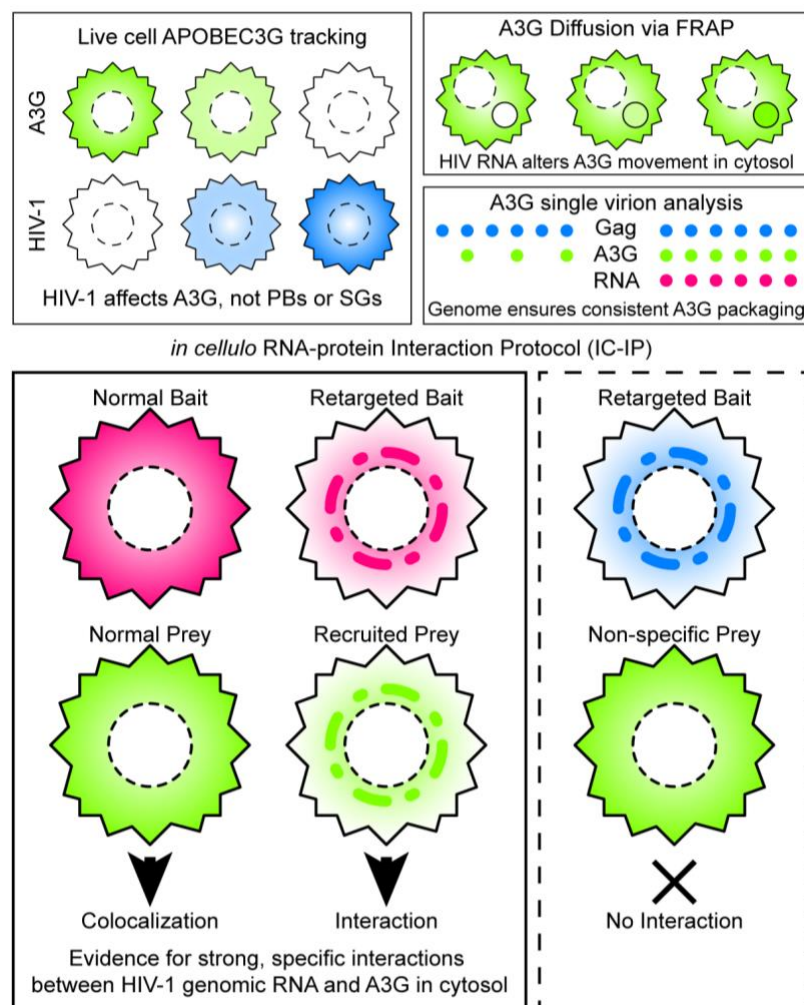 Live cell APOBEC3G tracking
A3G
HIV-1
HIV-1 affects A3G, not PBs or SGs
A3G Diffusion via FRAP
HIV RNA alters A3G movement in cytosol
A3G single virion analysis
Gag
A3G
RNA
Genome ensures consistent A3G packaging
in cellulo RNA-protein Interaction Protocol (IC-IP)
Normal Bait
Retargeted Bait
Normal Prey
Recruited Prey
Colocalization
Interaction
Evidence for strong, specific interactions
between HIV-1 genomic RNA and A3G in cytosol
Retargeted Bait
Non-specific Prey
No Interaction